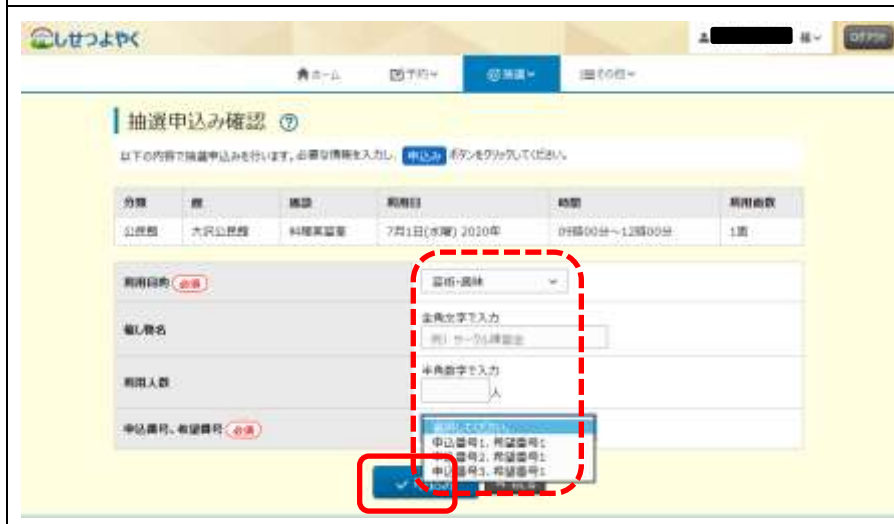 しせつよやく
様
ログアウト
ホーム 予約 抽選 その他
抽選申込み確認
以下の内容で抽選申込みを行います。必要な情報を入力し、 申込み ボタンをクリックしてください。
分類 館 施設 利用日 時間 利用面数
公民館 大沢公民館 料理実習室 7月1日(水曜) 2020年 09時00分～12時00分 1面
利用目的 必須 芸術・趣味
全角文字で入力
催し物名 例) サークル練習会
半角数字で入力
利用人数 人
申込番号、希望番号 必須 選択してください。
申込番号1, 希望番号1
申込番号2, 希望番号1
申込番号3, 希望番号1